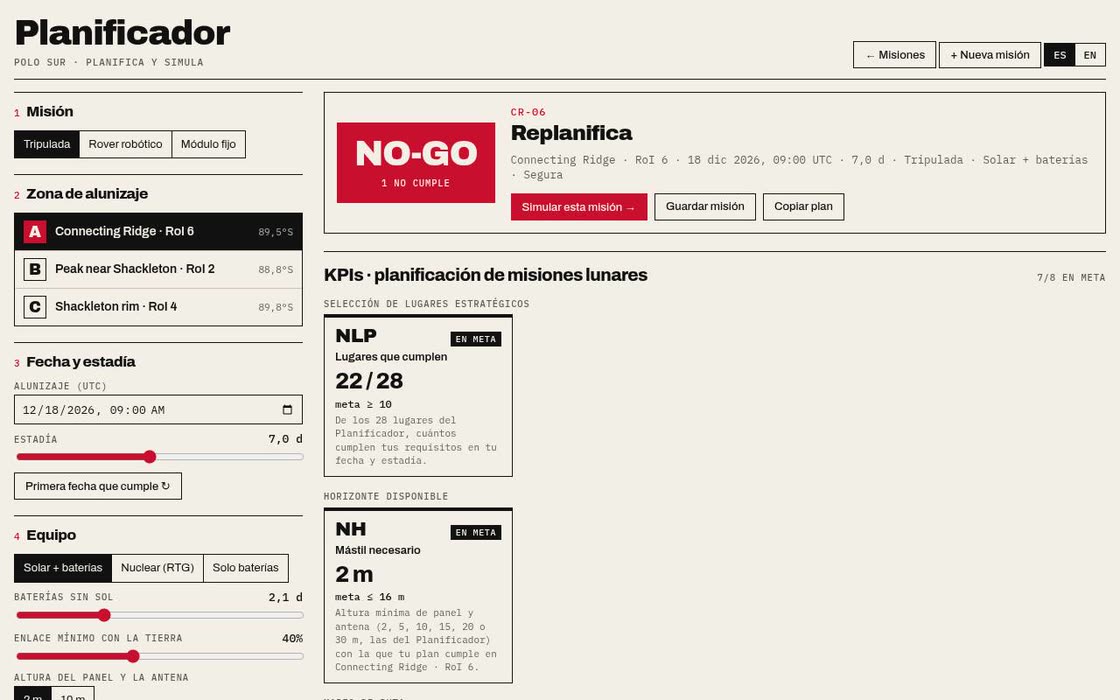 Planificador
POLO SUR · PLANIFICA Y SIMULA
← Misiones
+ Nueva misión
ES
EN
1 Misión
Tripulada
Rover robótico
Módulo fijo
2 Zona de alunizaje
A Connecting Ridge · RoI 6 89,5°S
B Peak near Shackleton · RoI 2 88,8°S
C Shackleton rim · RoI 4 89,8°S
3 Fecha y estadía
ALUNIZAJE (UTC)
12/18/2026, 09:00 AM
ESTADÍA 7,0 d
Primera fecha que cumple ↻
4 Equipo
Solar + baterías
Nuclear (RTG)
Solo baterías
BATERÍAS SIN SOL 2,1 d
ENLACE MÍNIMO CON LA TIERRA 40%
ALTURA DEL PANEL Y LA ANTENA
2 m
10 m
NO-GO
1 NO CUMPLE
CR-06
Replanifica
Connecting Ridge · RoI 6 · 18 dic 2026, 09:00 UTC · 7,0 d · Tripulada · Solar + baterias
· Segura
Simular esta misión →
Guardar misión
Copiar plan
KPIs · planificación de misiones lunares
7/8 EN META
SELECCIÓN DE LUGARES ESTRATÉGICOS
NLP
EN META
Lugares que cumplen
22 / 28
meta ≥ 10
De los 28 lugares del
Planificador, cuántos
cumplen tus requisitos en tu
fecha y estadía.
HORIZONTE DISPONIBLE
NH
EN META
Mástil necesario
2 m
meta ≤ 16 m
Altura mínima de panel y
antena (2, 5, 10, 15, 20 o
30 m, las del Planificador)
con la que tu plan cumple en
Connecting Ridge · RoI 6.